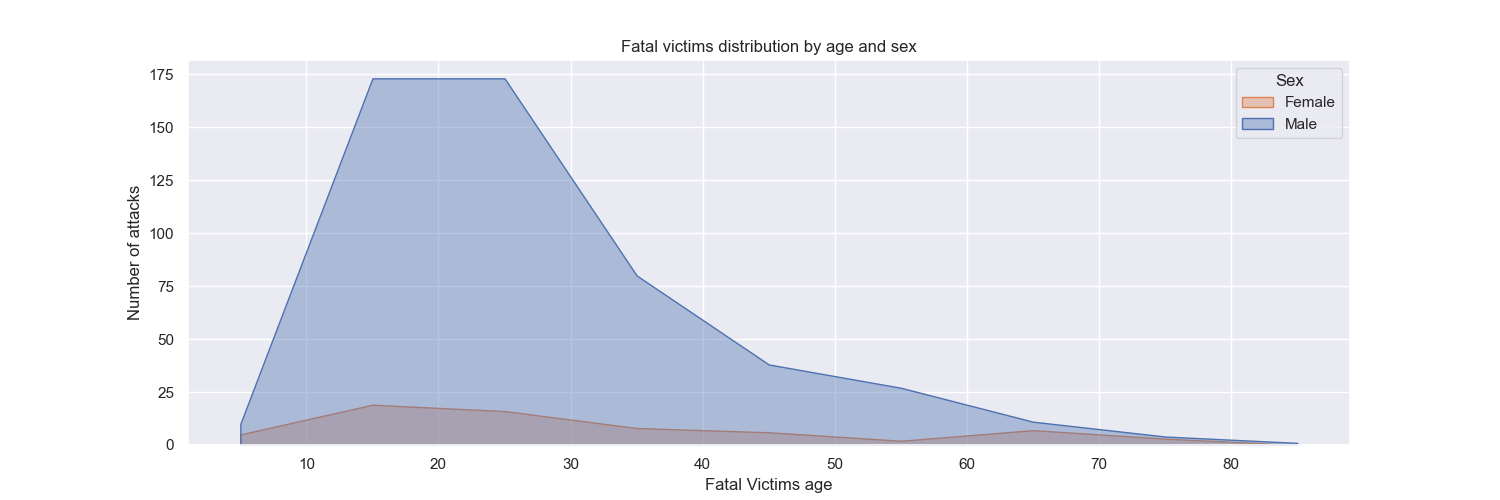 Fatal victims distribution by age and sex
Sex
Female
Male
Number of attacks
175
150
125
100
75
50
25
0
10 20 30 40 50 60 70 80
Fatal Victims age